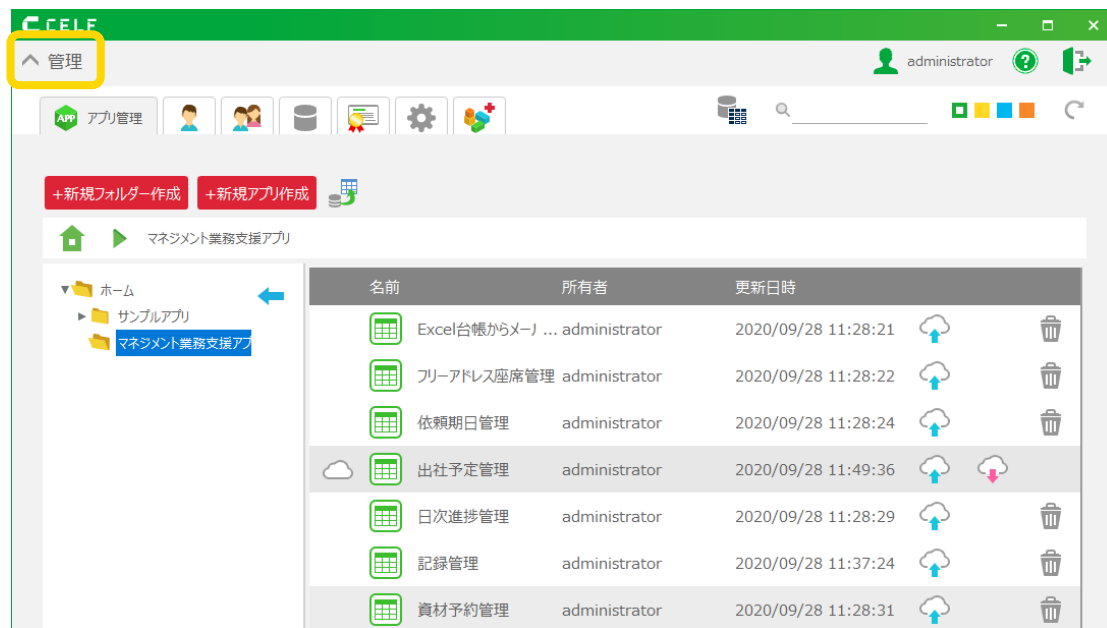 CELF
管理
administrator
?
APP アプリ管理
+新規フォルダー作成 +新規アプリ作成
マネジメント業務支援アプリ
ホーム
サンプルアプリ
マネジメント業務支援アプ
名前 所有者 更新日時
Excel台帳からメール ... administrator 2020/09/28 11:28:21
フリーアドレス座席管理 administrator 2020/09/28 11:28:22
依頼期日管理 administrator 2020/09/28 11:28:24
出社予定管理 administrator 2020/09/28 11:49:36
日次進捗管理 administrator 2020/09/28 11:28:29
記録管理 administrator 2020/09/28 11:37:24
資材予約管理 administrator 2020/09/28 11:28:31